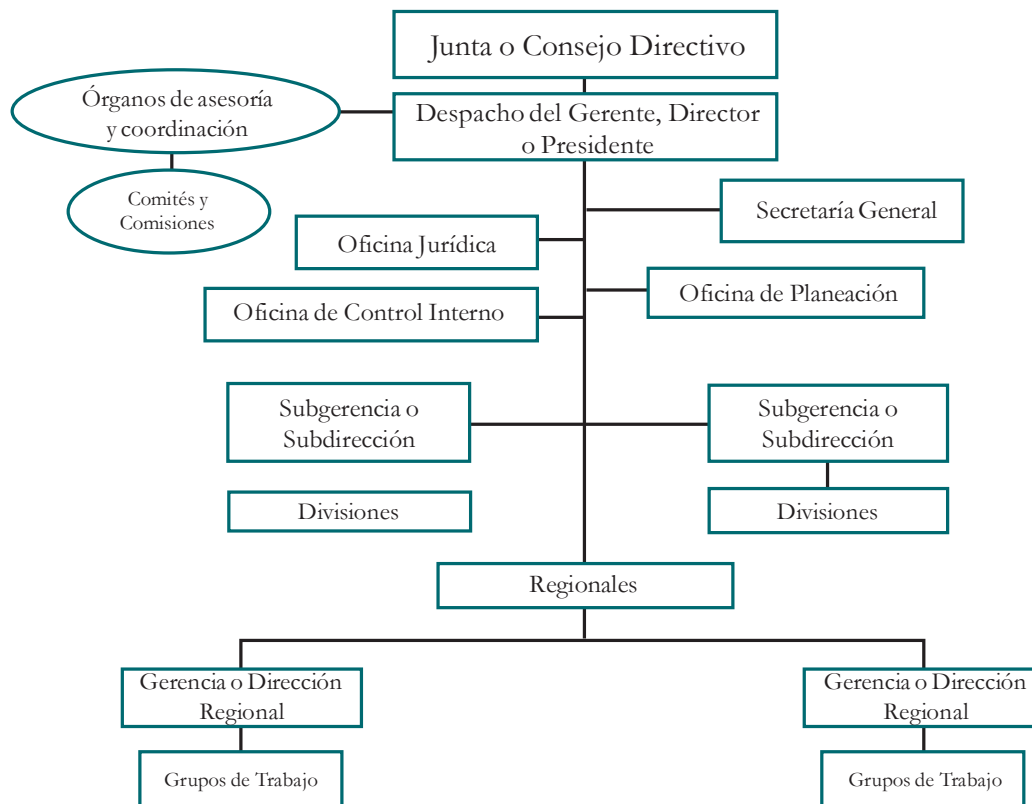 Junta o Consejo Directivo
Órganos de asesoría
y coordinación
Despacho del Gerente, Director
o Presidente
Comités y
Comisiones
Secretaría General
Oficina Jurídica
Oficina de Planeación
Oficina de Control Interno
Subgerencia o
Subdirección
Subgerencia o
Subdirección
Divisiones
Divisiones
Regionales
Gerencia o Dirección
Regional
Gerencia o Dirección
Regional
Grupos de Trabajo
Grupos de Trabajo